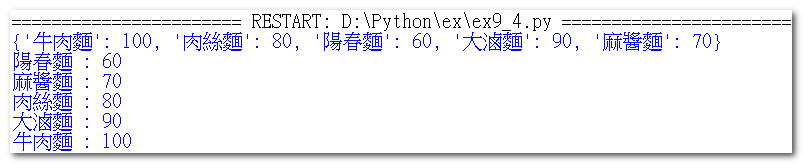 ====================== RESTART: D:\Python\ex\ex9_4.py ======================
{'牛肉麵': 100, '肉絲麵': 80, '陽春麵': 60, '大滷麵': 90, '麻醬麵': 70}
陽春麵 : 60
麻醬麵 : 70
肉絲麵 : 80
大滷麵 : 90
牛肉麵 : 100